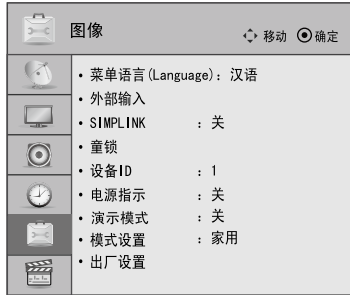 图像
移动 确定
• 菜单语言(Language): 汉语
• 外部输入
• SIMPLINK : 关
• 童锁
• 设备ID : 1
• 电源指示 : 关
• 演示模式 : 关
• 模式设置 : 家用
• 出厂设置